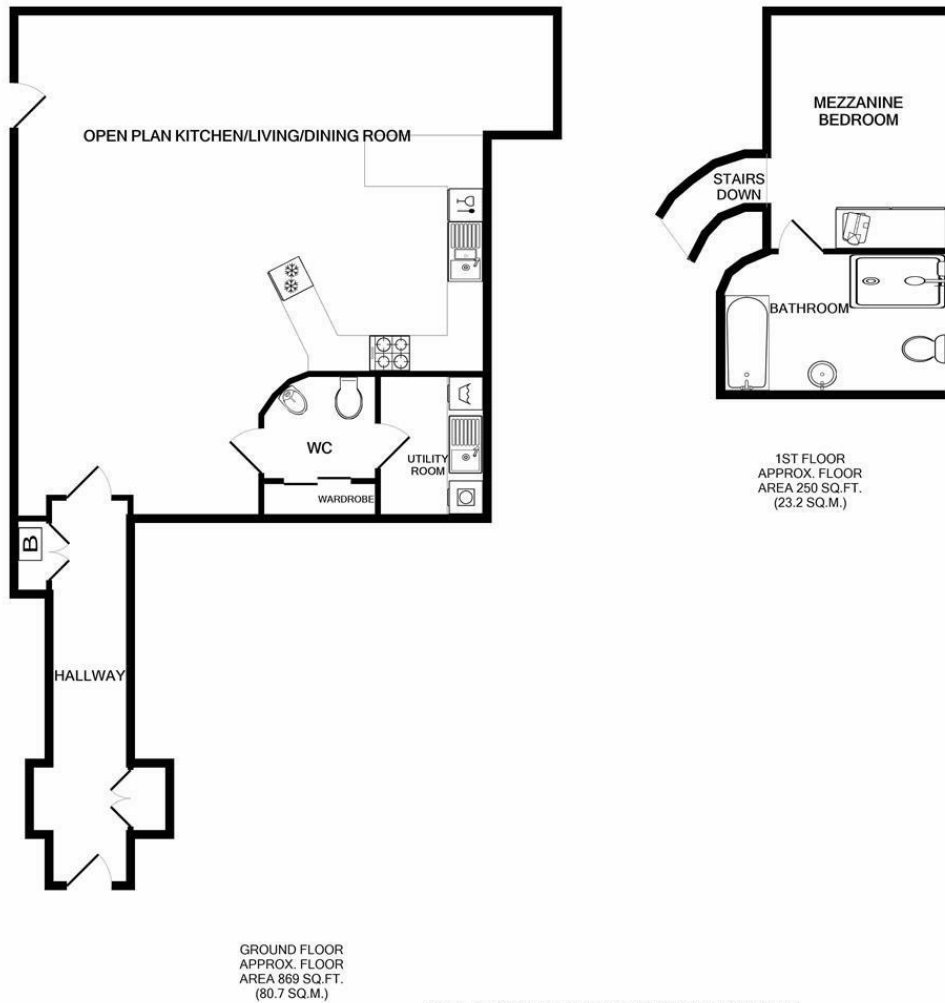 OPEN PLAN KITCHEN/LIVING/DINING ROOM
WC
UTILITY
ROOM
WARDROBE
B
HALLWAY
GROUND FLOOR
APPROX. FLOOR
AREA 869 SQ.FT.
(80.7 SQ.M.)
MEZZANINE
BEDROOM
STAIRS
DOWN
BATHROOM
1ST FLOOR
APPROX. FLOOR
AREA 250 SQ.FT.
(23.2 SQ.M.)